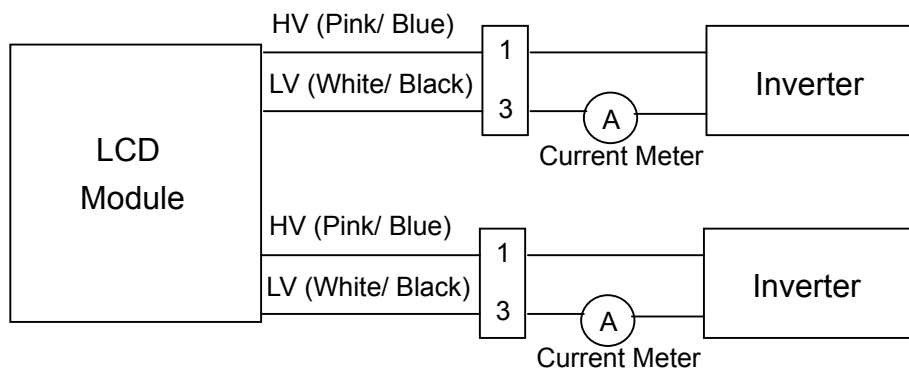 HV (Pink/ Blue)
1
LV (White/ Black)
3
A
Current Meter
Inverter
LCD
Module
HV (Pink/ Blue)
1
LV (White/ Black)
3
A
Current Meter
Inverter